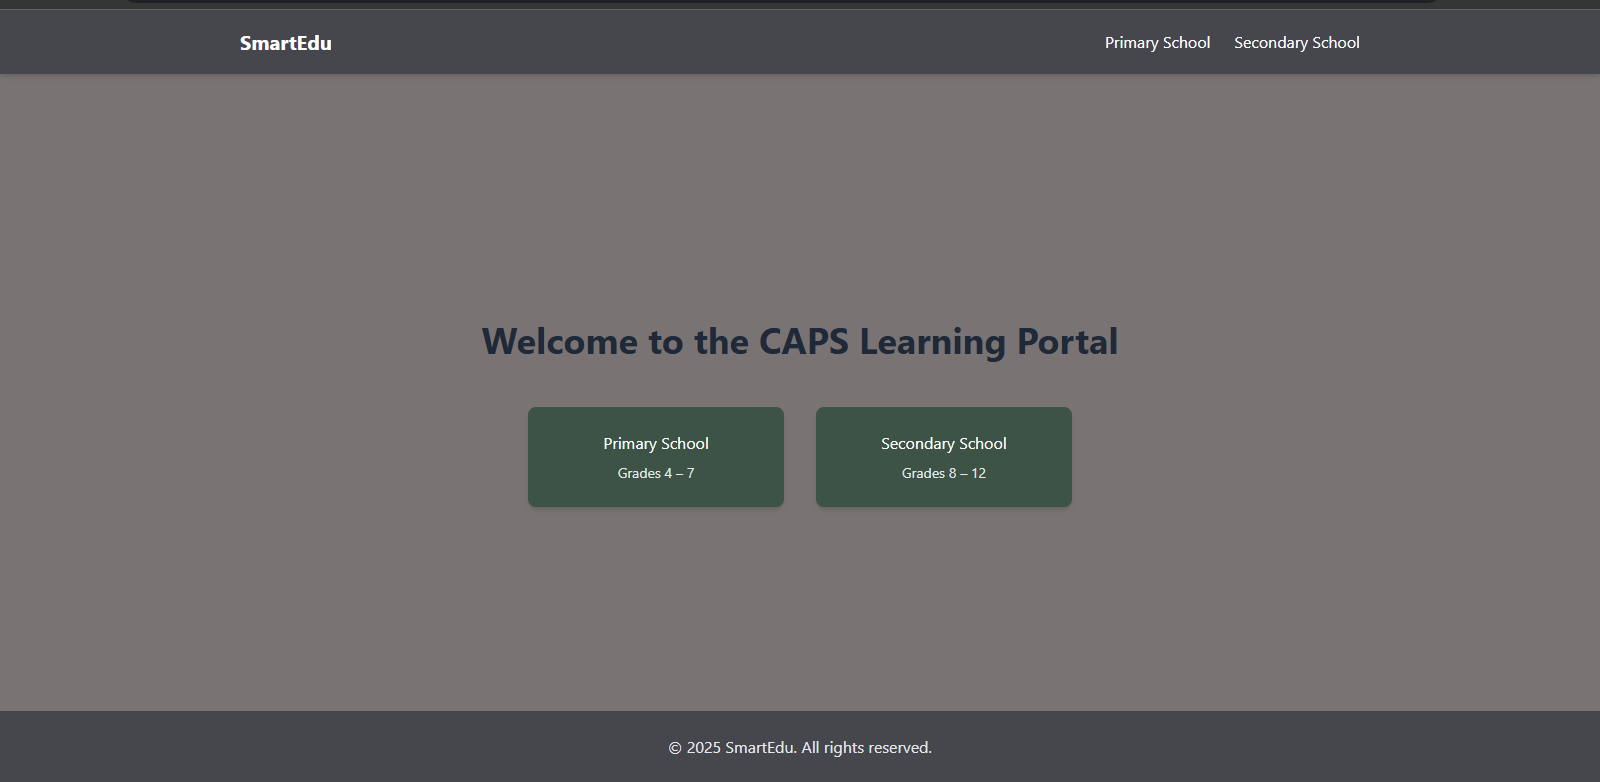 SmartEdu
Primary School
Secondary School
Welcome to the CAPS Learning Portal
Primary School
Grades 4 – 7
Secondary School
Grades 8 – 12
© 2025 SmartEdu. All rights reserved.